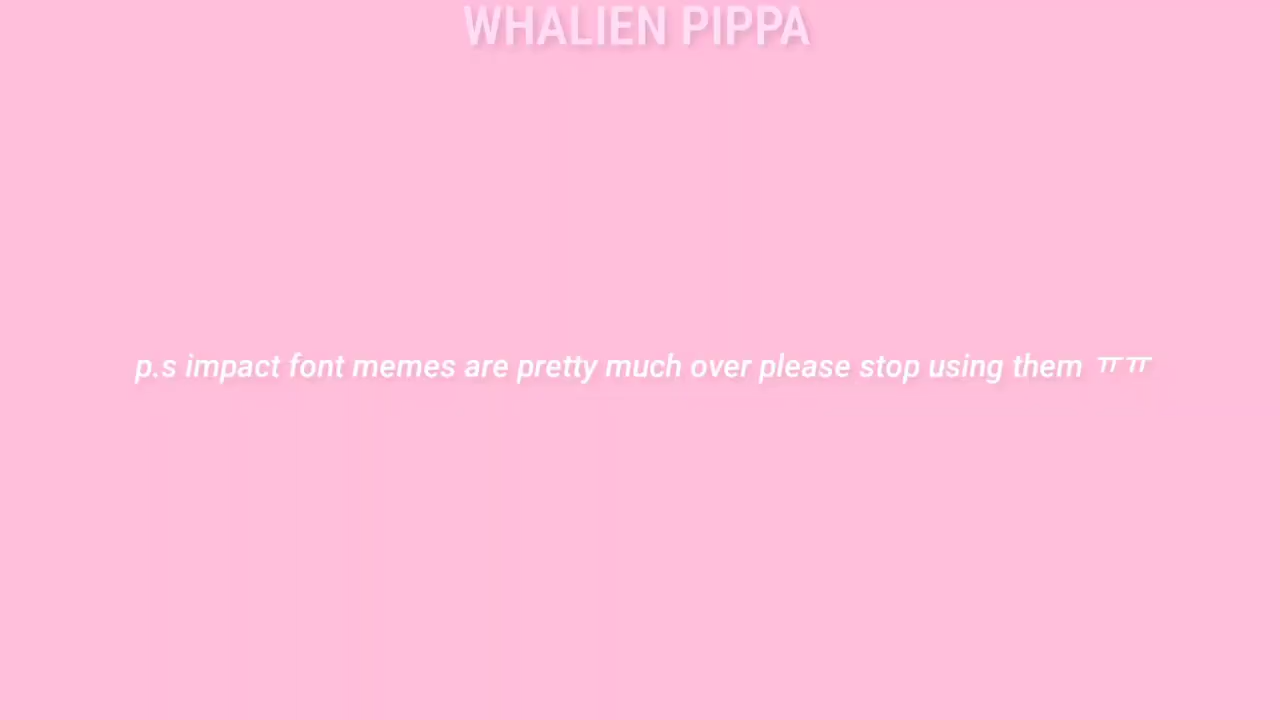 WHALIEN PIPPA
p.s impact font memes are pretty much over please stop using them ㅠㅠ